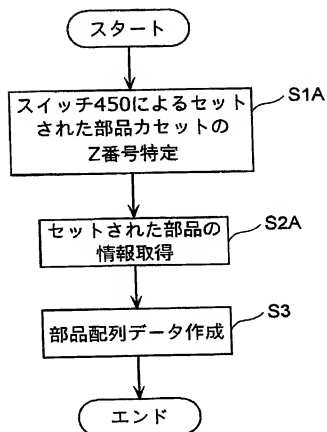 スタート
スイッチ450によるセット
された部品カセットの
Z番号特定
S1A
セットされた部品の
情報取得
S2A
部品配列データ作成
S3
エンド